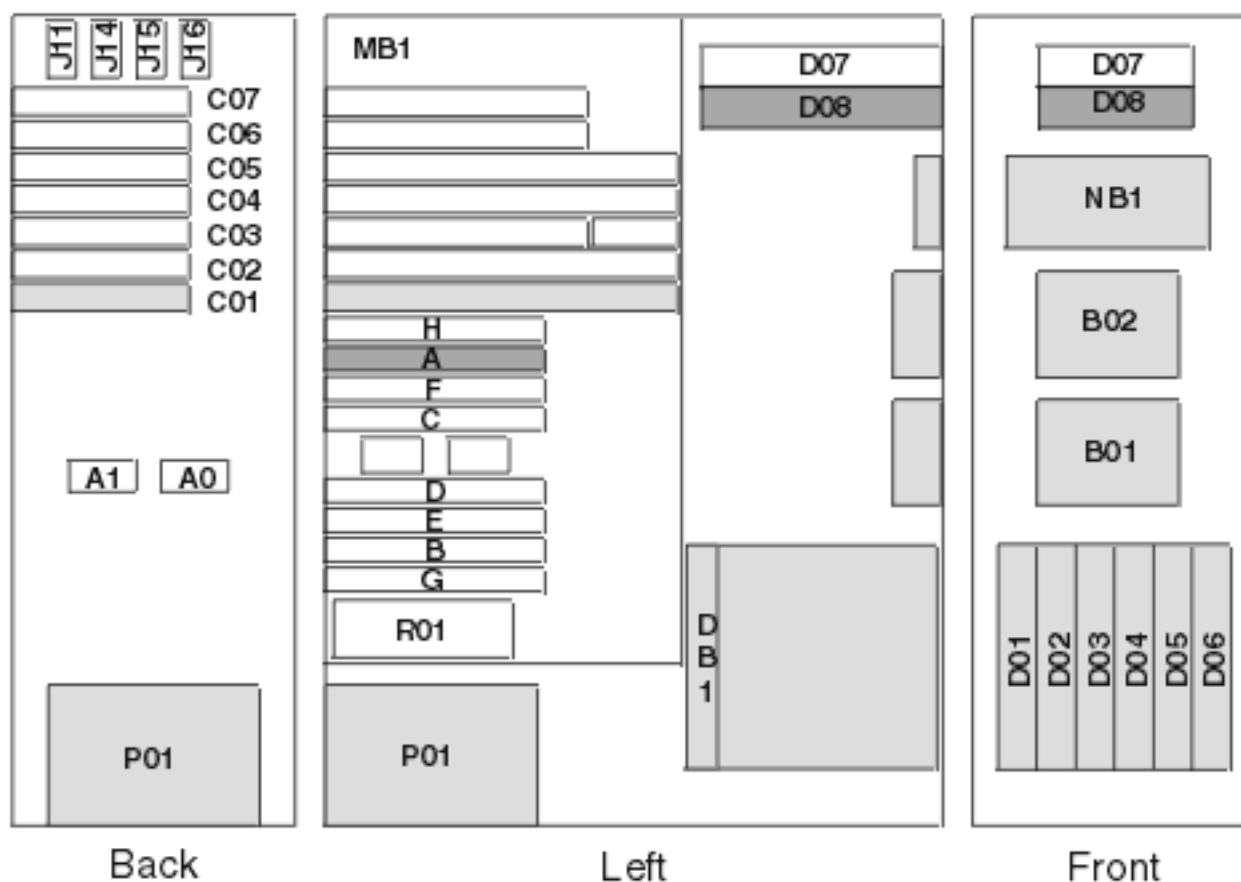 J11 J14 J15 J16
C07
C06
C05
C04
C03
C02
C01
A1 A0
P01
Back
MB1
D07
D08
H
A
F
C
D
E
B
G
R01
DB1
P01
Left
D07
D08
NB1
B02
B01
D01 D02 D03 D04 D05 D06
Front